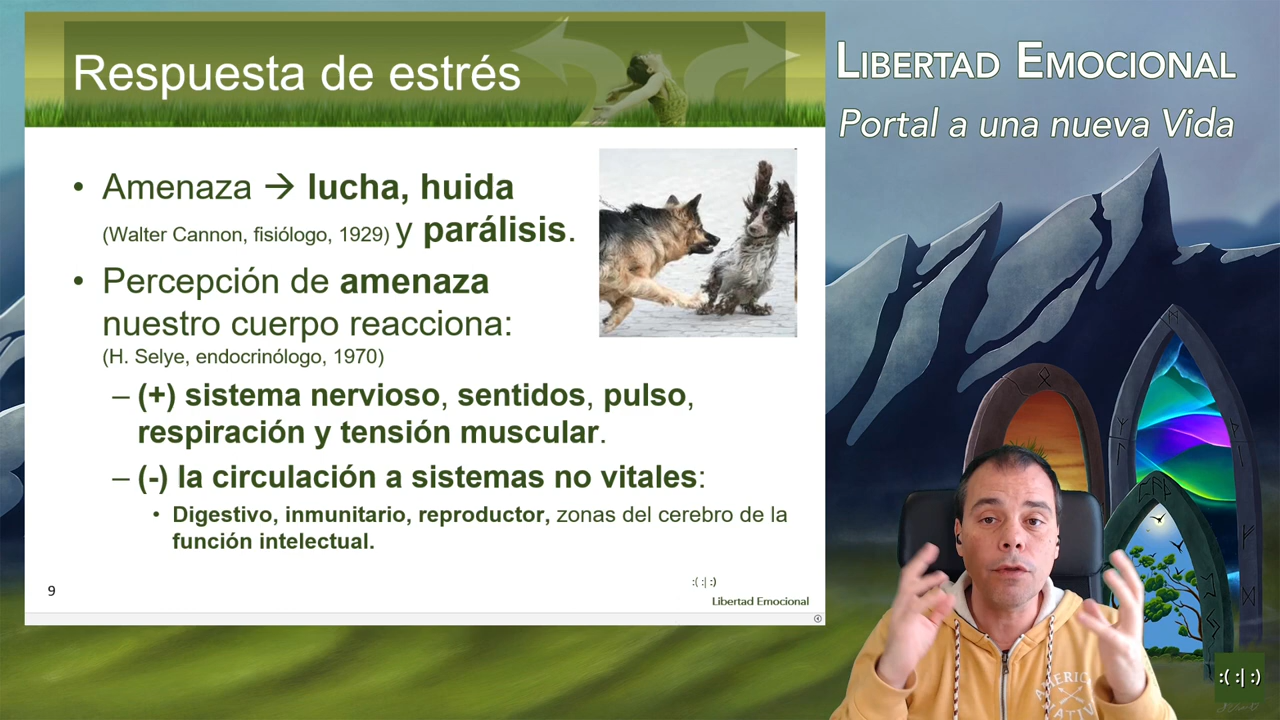 Respuesta de estrés
• Amenaza → lucha, huida
(Walter Cannon, fisiólogo, 1929) y parálisis.
• Percepción de amenaza
nuestro cuerpo reacciona:
(H. Selye, endocrinólogo, 1970)
– (+) sistema nervioso, sentidos, pulso,
respiración y tensión muscular.
– (-) la circulación a sistemas no vitales:
• Digestivo, inmunitario, reproductor, zonas del cerebro de la
función intelectual.
9
:( :| :)
Libertad Emocional
LIBERTAD EMOCIONAL
Portal a una nueva Vida
:( :| :)